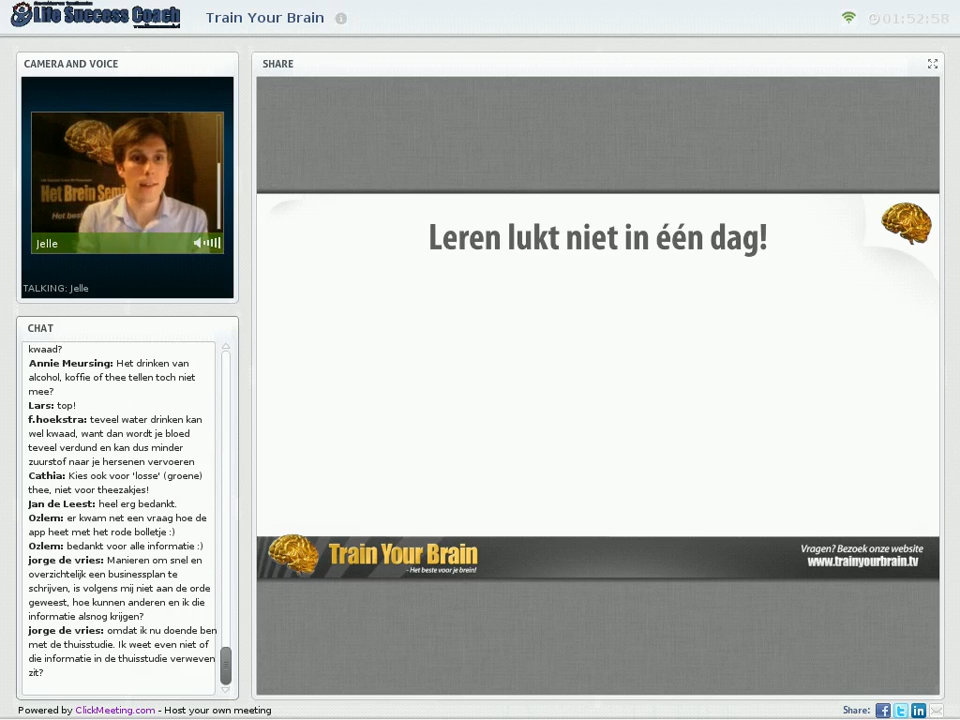 Life Success Coach
Train Your Brain
01:52:58
CAMERA AND VOICE
Het Brein Semi
Het bes
Jelle
TALKING: Jelle
CHAT
kwaad?
Annie Meursing: Het drinken van
alcohol, koffie of thee tellen toch niet
mee?
Lars: top!
f.hoekstra: teveel water drinken kan
wel kwaad, want dan wordt je bloed
teveel verdund en kan dus minder
zuurstof naar je hersenen vervoeren
Cathia: Kies ook voor 'losse' (groene)
thee, niet voor theezakjes!
Jan de Leest: heel erg bedankt.
Ozlem: er kwam net een vraag hoe de
app heet met het rode bolletje :)
Ozlem: bedankt voor alle informatie :)
jorge de vries: Manieren om snel en
overzichtelijk een businessplan te
schrijven, is volgens mij niet aan de orde
geweest, hoe kunnen anderen en ik die
informatie alsnog krijgen?
jorge de vries: omdat ik nu doende ben
met de thuisstudie. Ik weet even niet of
die informatie in de thuisstudie verweven
zit?
SHARE
Leren lukt niet in één dag!
Train Your Brain
- Het beste voor je brein!
Vragen? Bezoek onze website
www.trainyourbrain.tv
Powered by ClickMeeting.com - Host your own meeting
Share: